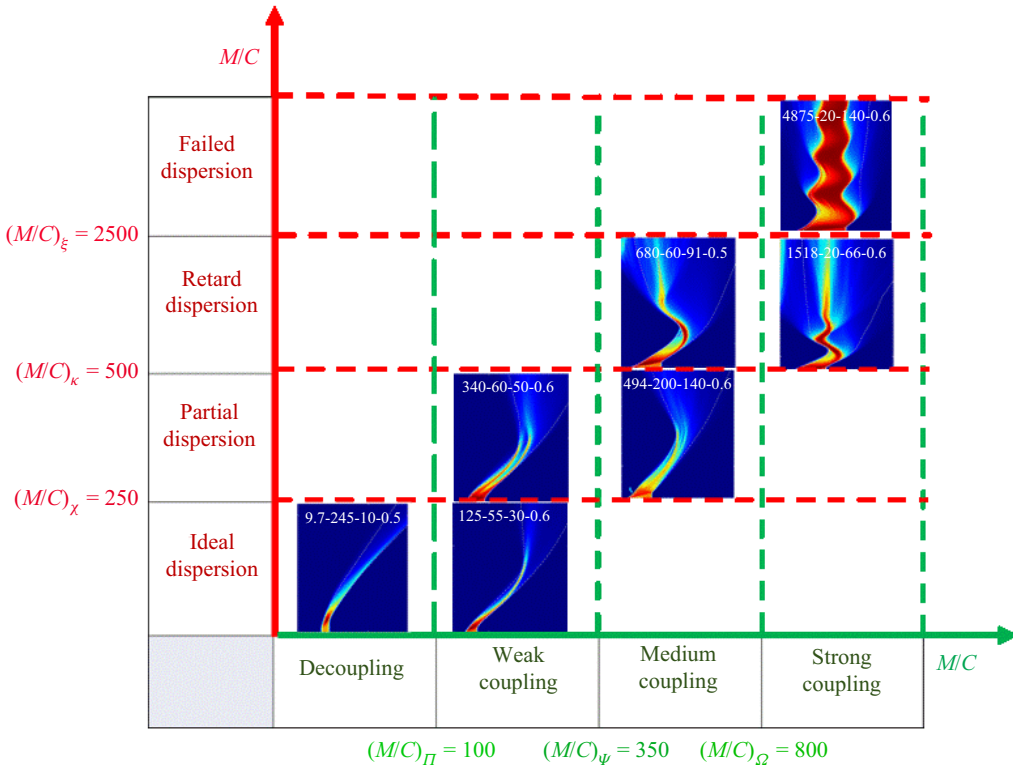 M/C
4875-20-140-0.6
Failed
dispersion
(M/C)ξ = 2500
680-60-91-0.5
1518-20-66-0.6
Retard
dispersion
(M/C)κ = 500
340-60-50-0.6
494-200-140-0.6
Partial
dispersion
(M/C)χ = 250
9.7-245-10-0.5
125-55-30-0.6
Ideal
dispersion
Decoupling
Weak
coupling
Medium
coupling
Strong
coupling
M/C
(M/C)Π = 100
(M/C)Ψ = 350
(M/C)Ω = 800